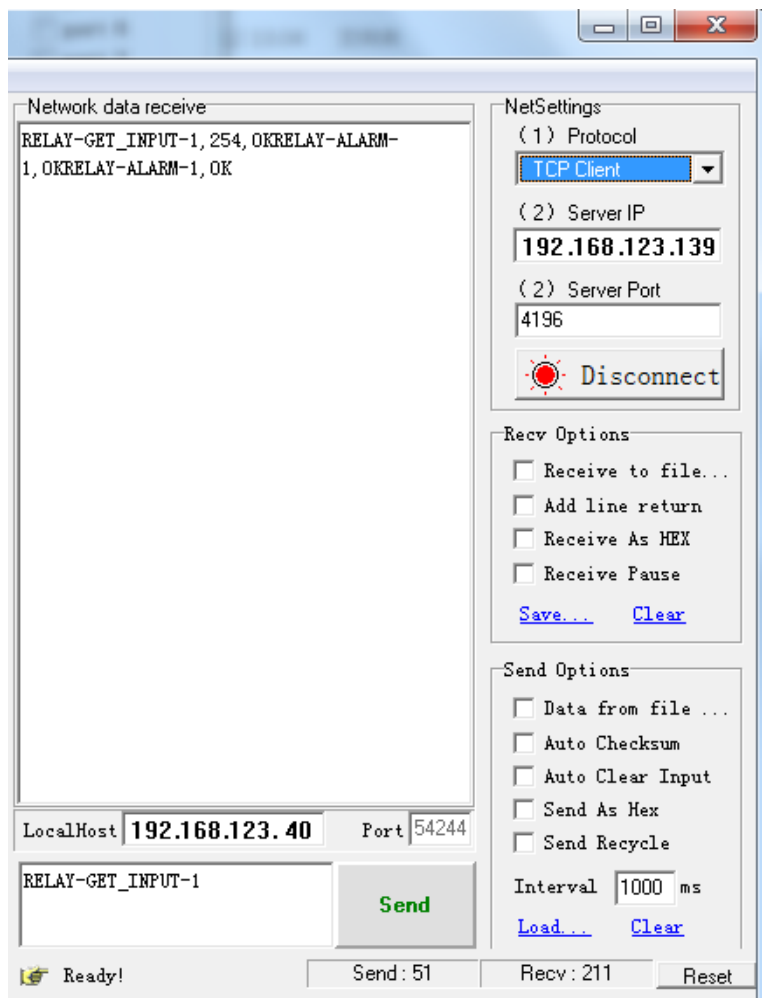 Network data receive
RELAY-GET_INPUT-1,254,OKRELAY-ALARM-
1,OKRELAY-ALARM-1,OK
NetSettings
(1) Protocol
TCP Client
(2) Server IP
192.168.123.139
(2) Server Port
4196
Disconnect
Recv Options
Receive to file...
Add line return
Receive As HEX
Receive Pause
Save... Clear
Send Options
Data from file ...
Auto Checksum
Auto Clear Input
Send As Hex
Send Recycle
Interval 1000 ms
Load... Clear
LocalHost 192.168.123. 40 Port 54244
RELAY-GET_INPUT-1
Send
Ready! Send : 51 Recv : 211 Reset